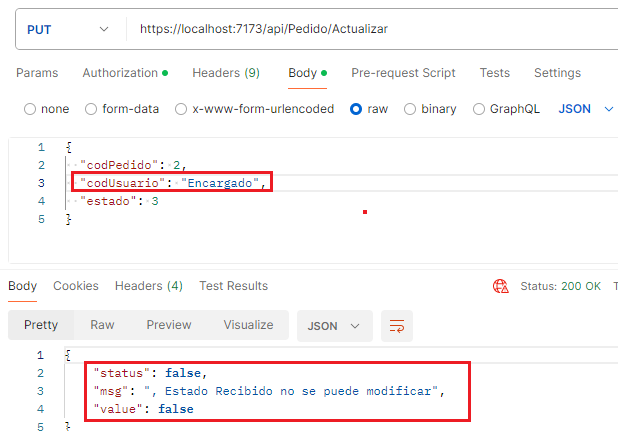 PUT https://localhost:7173/api/Pedido/Actualizar
Params Authorization Headers (9) Body Pre-request Script Tests Settings
none form-data x-www-form-urlencoded raw binary GraphQL JSON
1 {
2 "codPedido": 2,
3 "codUsuario": "Encargado",
4 "estado": 3
5 }
Body Cookies Headers (4) Test Results Status: 200 OK
Pretty Raw Preview Visualize JSON
1 {
2 "status": false,
3 "msg": ", Estado Recibido no se puede modificar",
4 "value": false
5 }